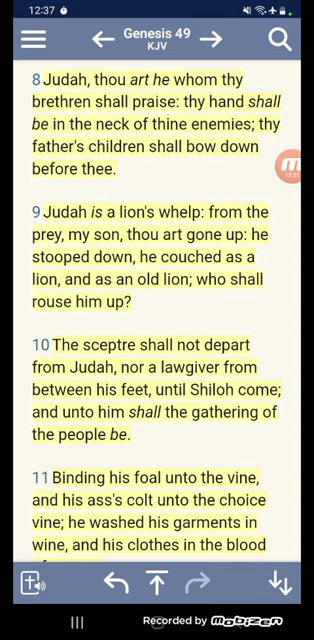 12:37
Genesis 49
KJV
8 Judah, thou art he whom thy
brethren shall praise: thy hand shall
be in the neck of thine enemies; thy
father's children shall bow down
before thee.
9 Judah is a lion's whelp: from the
prey, my son, thou art gone up: he
stooped down, he couched as a
lion, and as an old lion; who shall
rouse him up?
10 The sceptre shall not depart
from Judah, nor a lawgiver from
between his feet, until Shiloh come;
and unto him shall the gathering of
the people be.
11 Binding his foal unto the vine,
and his ass's colt unto the choice
vine; he washed his garments in
wine, and his clothes in the blood
Recorded by mobizen